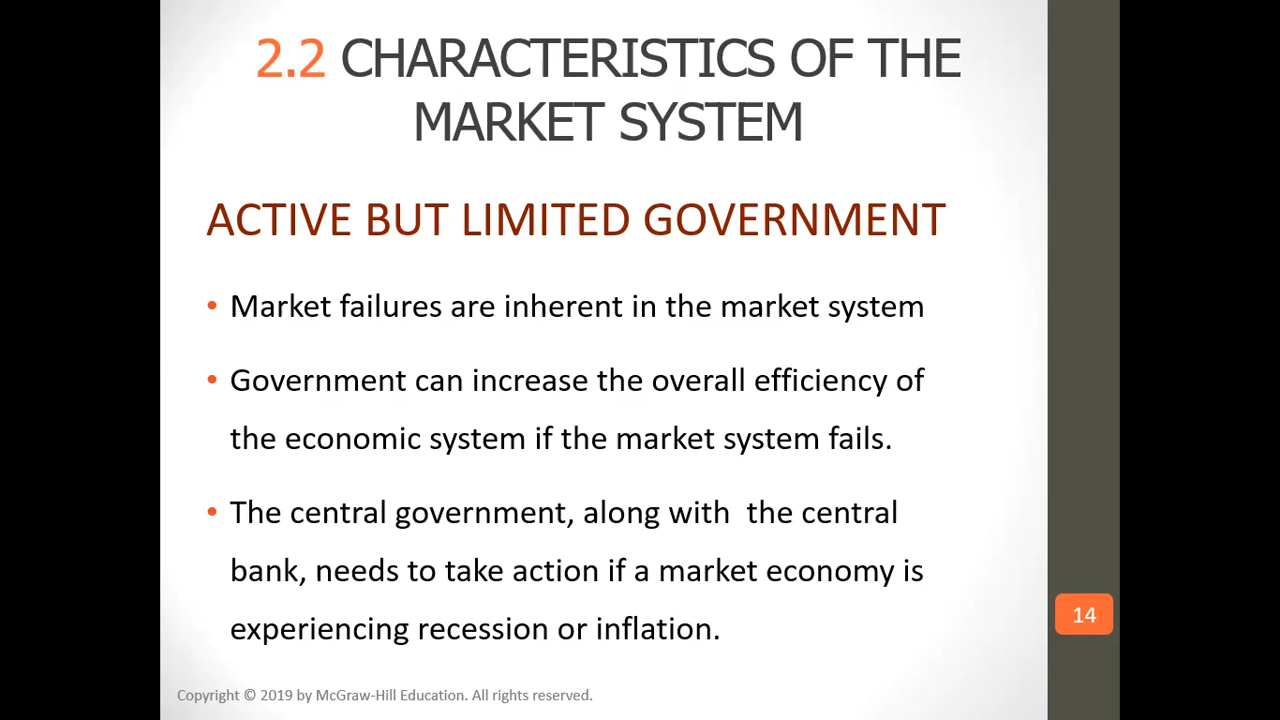 2.2 CHARACTERISTICS OF THE
MARKET SYSTEM
ACTIVE BUT LIMITED GOVERNMENT
• Market failures are inherent in the market system
• Government can increase the overall efficiency of
the economic system if the market system fails.
• The central government, along with  the central
bank, needs to take action if a market economy is
experiencing recession or inflation.
14
Copyright © 2019 by McGraw-Hill Education. All rights reserved.